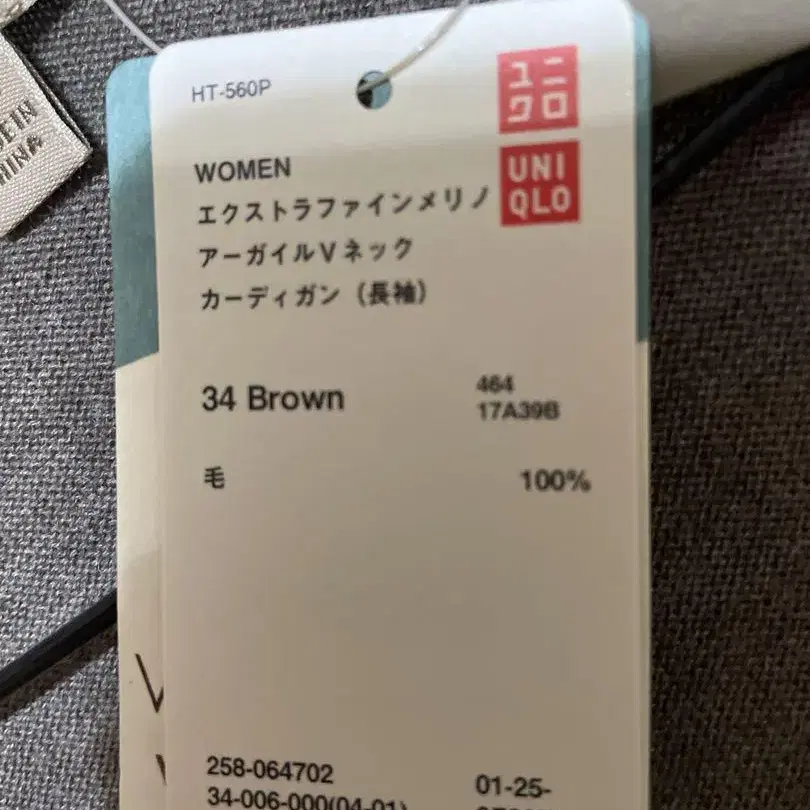 HT-560P
ユニ
クロ
UNI
QLO
WOMEN
エクストラファインメリノ
アーガイルVネック
カーディガン（長袖）
34 Brown
464
17A39B
毛
100%
258-064702
34-006-000(04-01)
01-25-